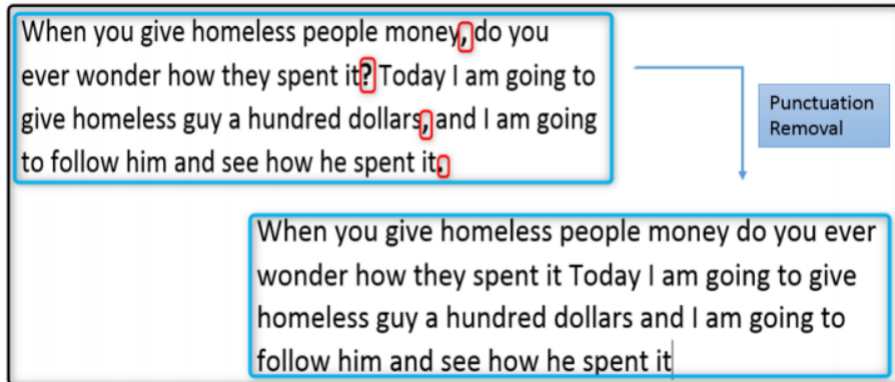 When you give homeless people money, do you
ever wonder how they spent it? Today I am going to
give homeless guy a hundred dollars, and I am going
to follow him and see how he spent it.
Punctuation
Removal
When you give homeless people money do you ever
wonder how they spent it Today I am going to give
homeless guy a hundred dollars and I am going to
follow him and see how he spent it